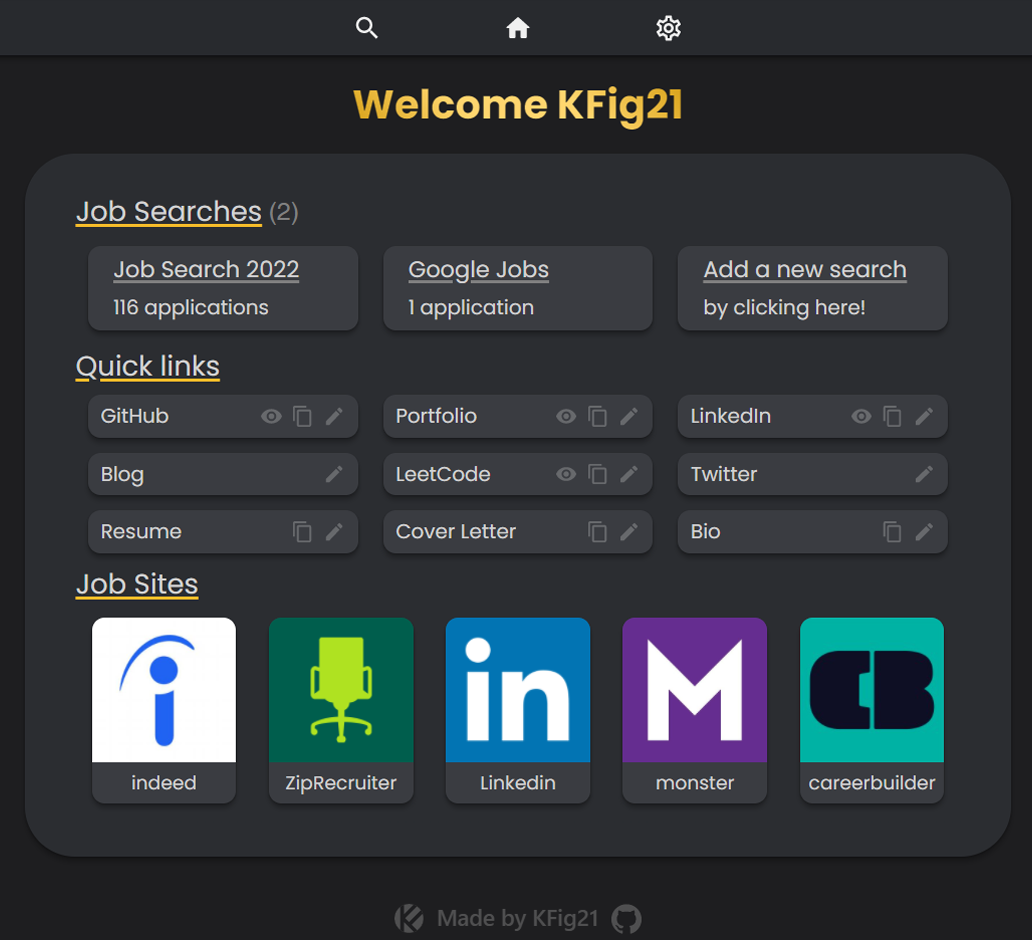 Welcome KFig21
Job Searches (2)
Job Search 2022
116 applications
Google Jobs
1 application
Add a new search
by clicking here!
Quick links
GitHub
Portfolio
LinkedIn
Blog
LeetCode
Twitter
Resume
Cover Letter
Bio
Job Sites
in
M
CB
indeed
ZipRecruiter
Linkedin
monster
careerbuilder
Made by KFig21